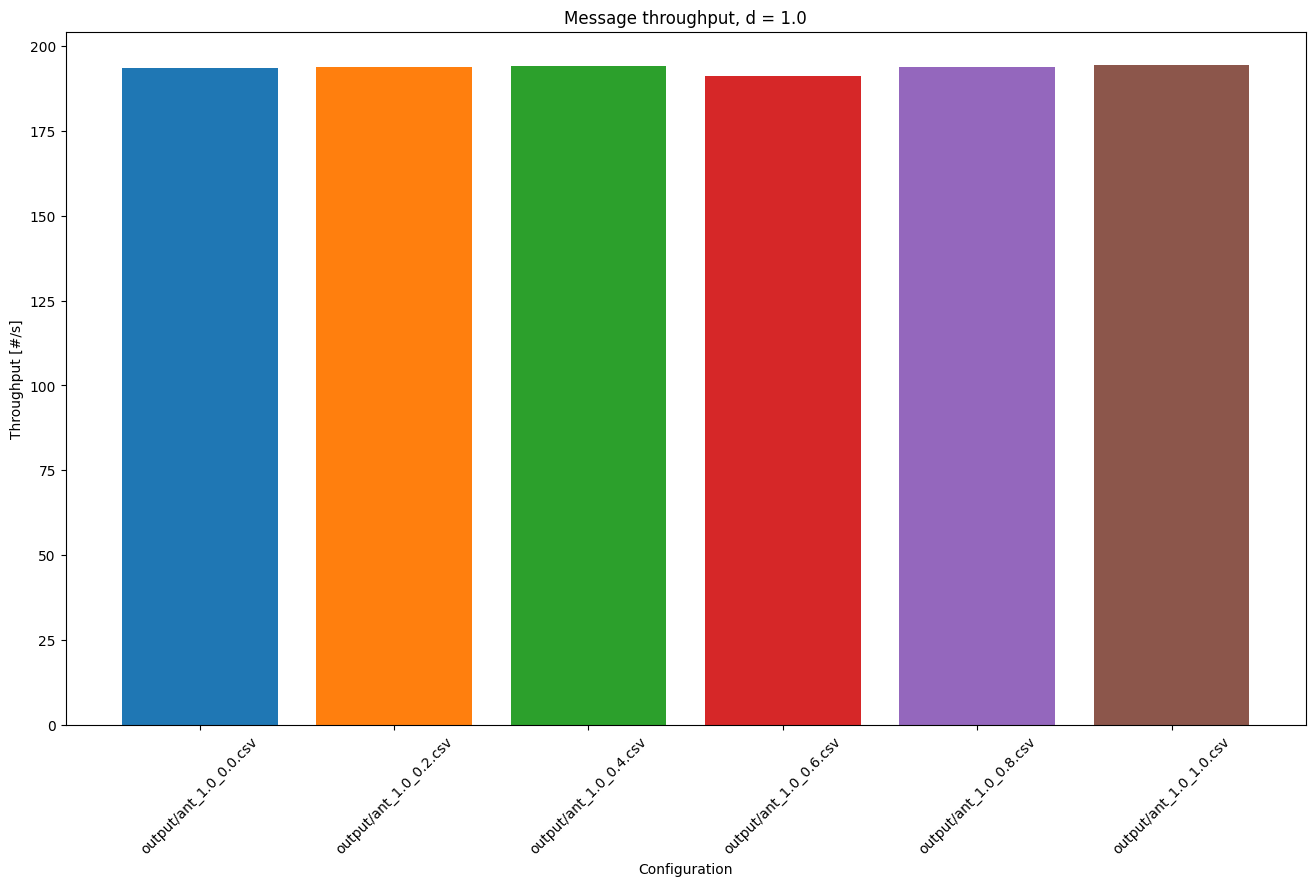 Message throughput, d = 1.0
Throughput [#/s]
200
175
150
125
100
75
50
25
0
output/ant_1.0_0.0.csv
output/ant_1.0_0.2.csv
output/ant_1.0_0.4.csv
output/ant_1.0_0.6.csv
output/ant_1.0_0.8.csv
output/ant_1.0_1.0.csv
Configuration